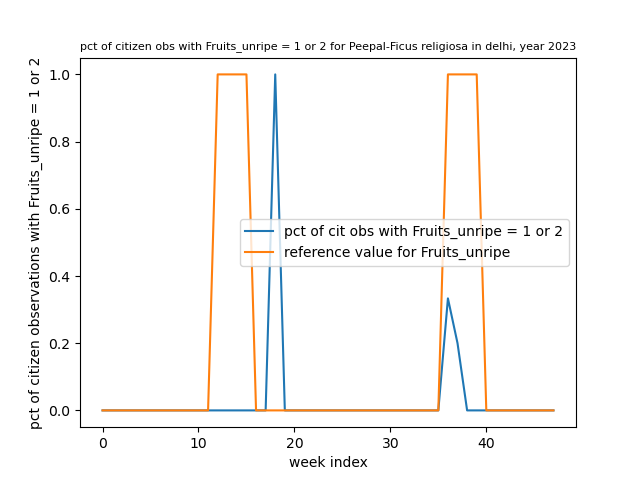 pct of citizen obs with Fruits_unripe = 1 or 2 for Peepal-Ficus religiosa in delhi, year 2023
pct of citizen observations with Fruits_unripe = 1 or 2
1.0
0.8
0.6
0.4
0.2
0.0
pct of cit obs with Fruits_unripe = 1 or 2
reference value for Fruits_unripe
0
10
20
30
40
week index